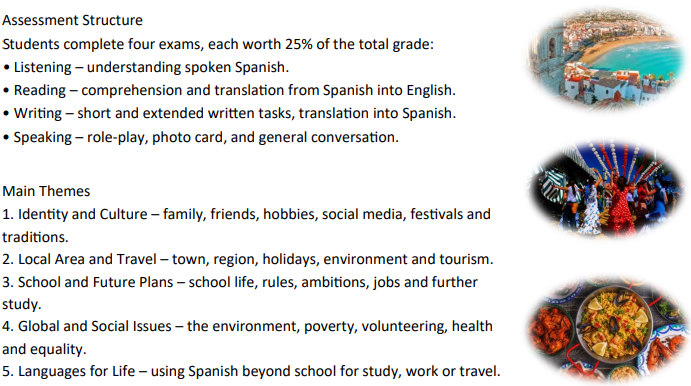 Assessment Structure
Students complete four exams, each worth 25% of the total grade:
• Listening – understanding spoken Spanish.
• Reading – comprehension and translation from Spanish into English.
• Writing – short and extended written tasks, translation into Spanish.
• Speaking – role-play, photo card, and general conversation.
Main Themes
1. Identity and Culture – family, friends, hobbies, social media, festivals and
traditions.
2. Local Area and Travel – town, region, holidays, environment and tourism.
3. School and Future Plans – school life, rules, ambitions, jobs and further
study.
4. Global and Social Issues – the environment, poverty, volunteering, health
and equality.
5. Languages for Life – using Spanish beyond school for study, work or travel.